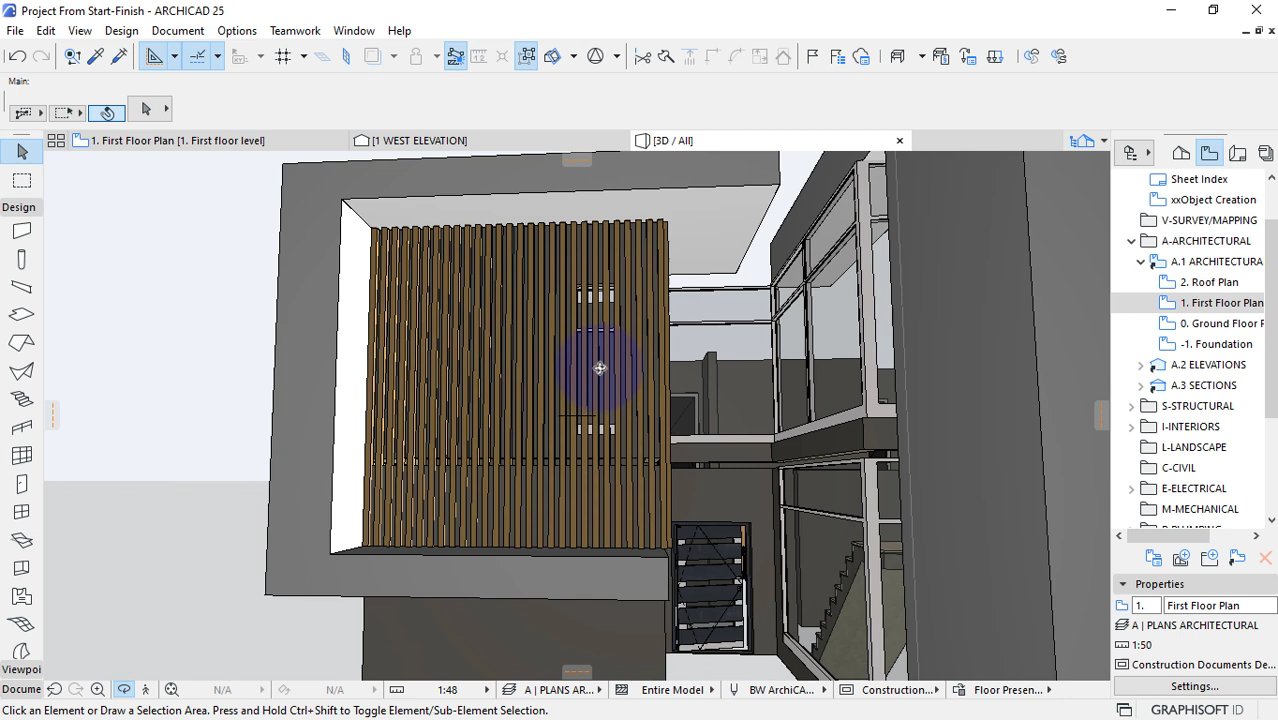 Project From Start-Finish - ARCHICAD 25
File Edit View Design Document Options Teamwork Window Help
Main:
1. First Floor Plan [1. First floor level]
[1 WEST ELEVATION]
[3D / All]
Design
Viewpoi
Docume
Sheet Index
xxObject Creation
V-SURVEY/MAPPING
A-ARCHITECTURAL
A.1 ARCHITECTURA
2. Roof Plan
1. First Floor Plan
0. Ground Floor F
-1. Foundation
A.2 ELEVATIONS
A.3 SECTIONS
S-STRUCTURAL
I-INTERIORS
L-LANDSCAPE
C-CIVIL
E-ELECTRICAL
M-MECHANICAL
Properties
1. First Floor Plan
A | PLANS ARCHITECTURAL
1:50
Construction Documents De...
Settings...
N/A N/A 1:48 A | PLANS AR... Entire Model BW ArchiCA... Construction... Floor Presen...
Click an Element or Draw a Selection Area. Press and Hold Ctrl+Shift to Toggle Element/Sub-Element Selection.
GRAPHISOFT ID